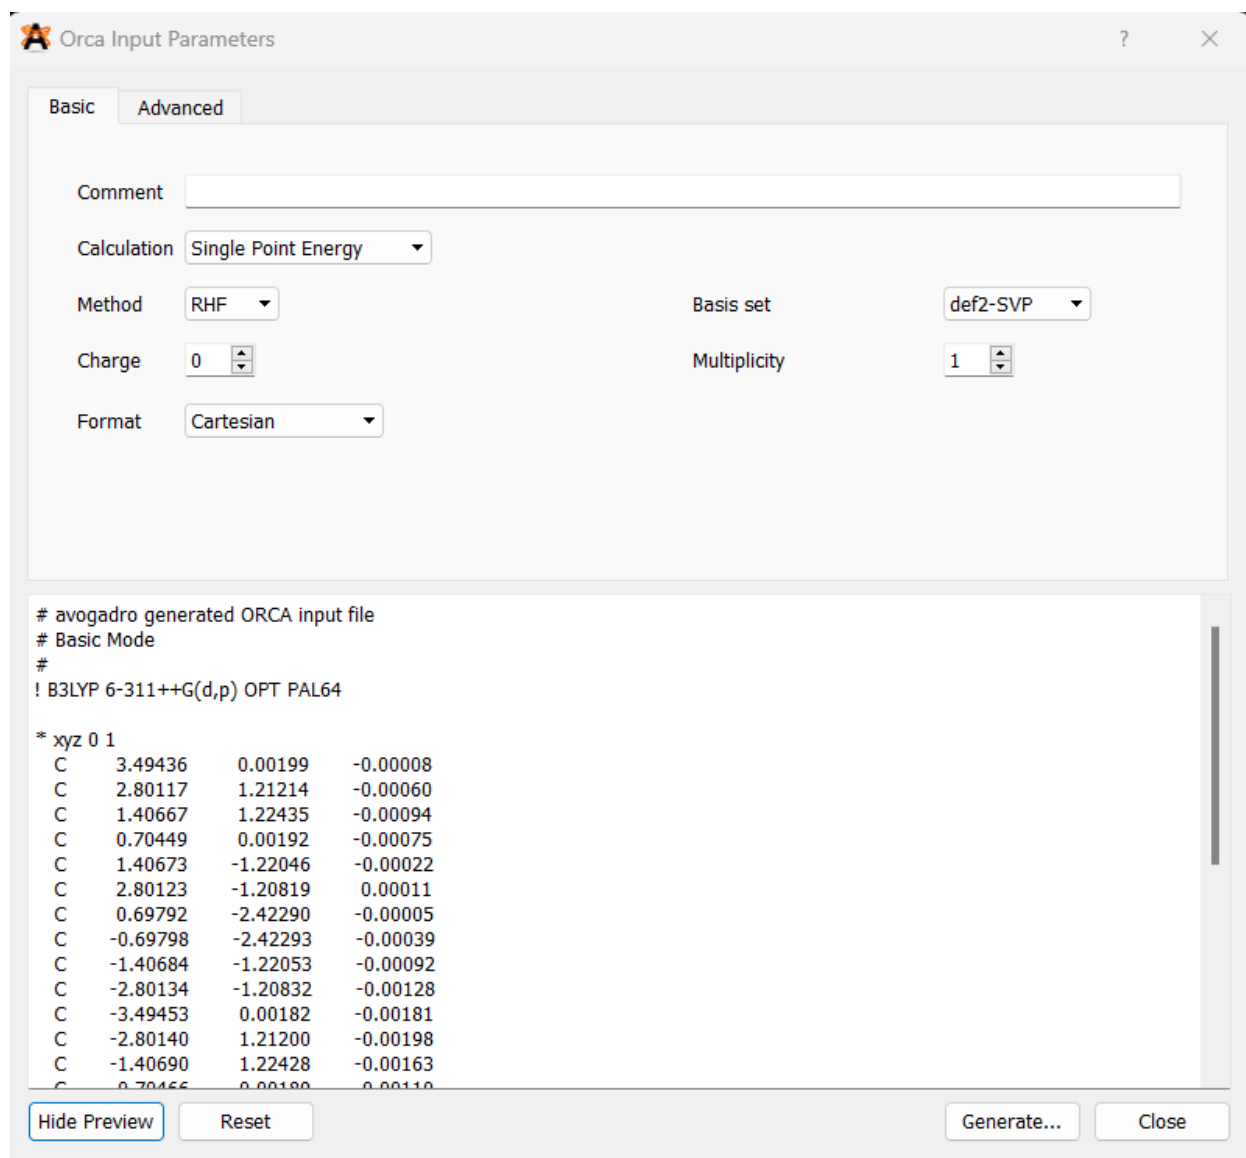 Orca Input Parameters ?
Basic Advanced
Comment
Calculation Single Point Energy
Method RHF Basis set def2-SVP
Charge 0 Multiplicity 1
Format Cartesian
# avogadro generated ORCA input file
# Basic Mode
#
! B3LYP 6-311++G(d,p) OPT PAL64
* xyz 0 1
C 3.49436 0.00199 -0.00008
C 2.80117 1.21214 -0.00060
C 1.40667 1.22435 -0.00094
C 0.70449 0.00192 -0.00075
C 1.40673 -1.22046 -0.00022
C 2.80123 -1.20819 0.00011
C 0.69792 -2.42290 -0.00005
C -0.69798 -2.42293 -0.00039
C -1.40684 -1.22053 -0.00092
C -2.80134 -1.20832 -0.00128
C -3.49453 0.00182 -0.00181
C -2.80140 1.21200 -0.00198
C -1.40690 1.22428 -0.00163
Hide Preview Reset Generate... Close